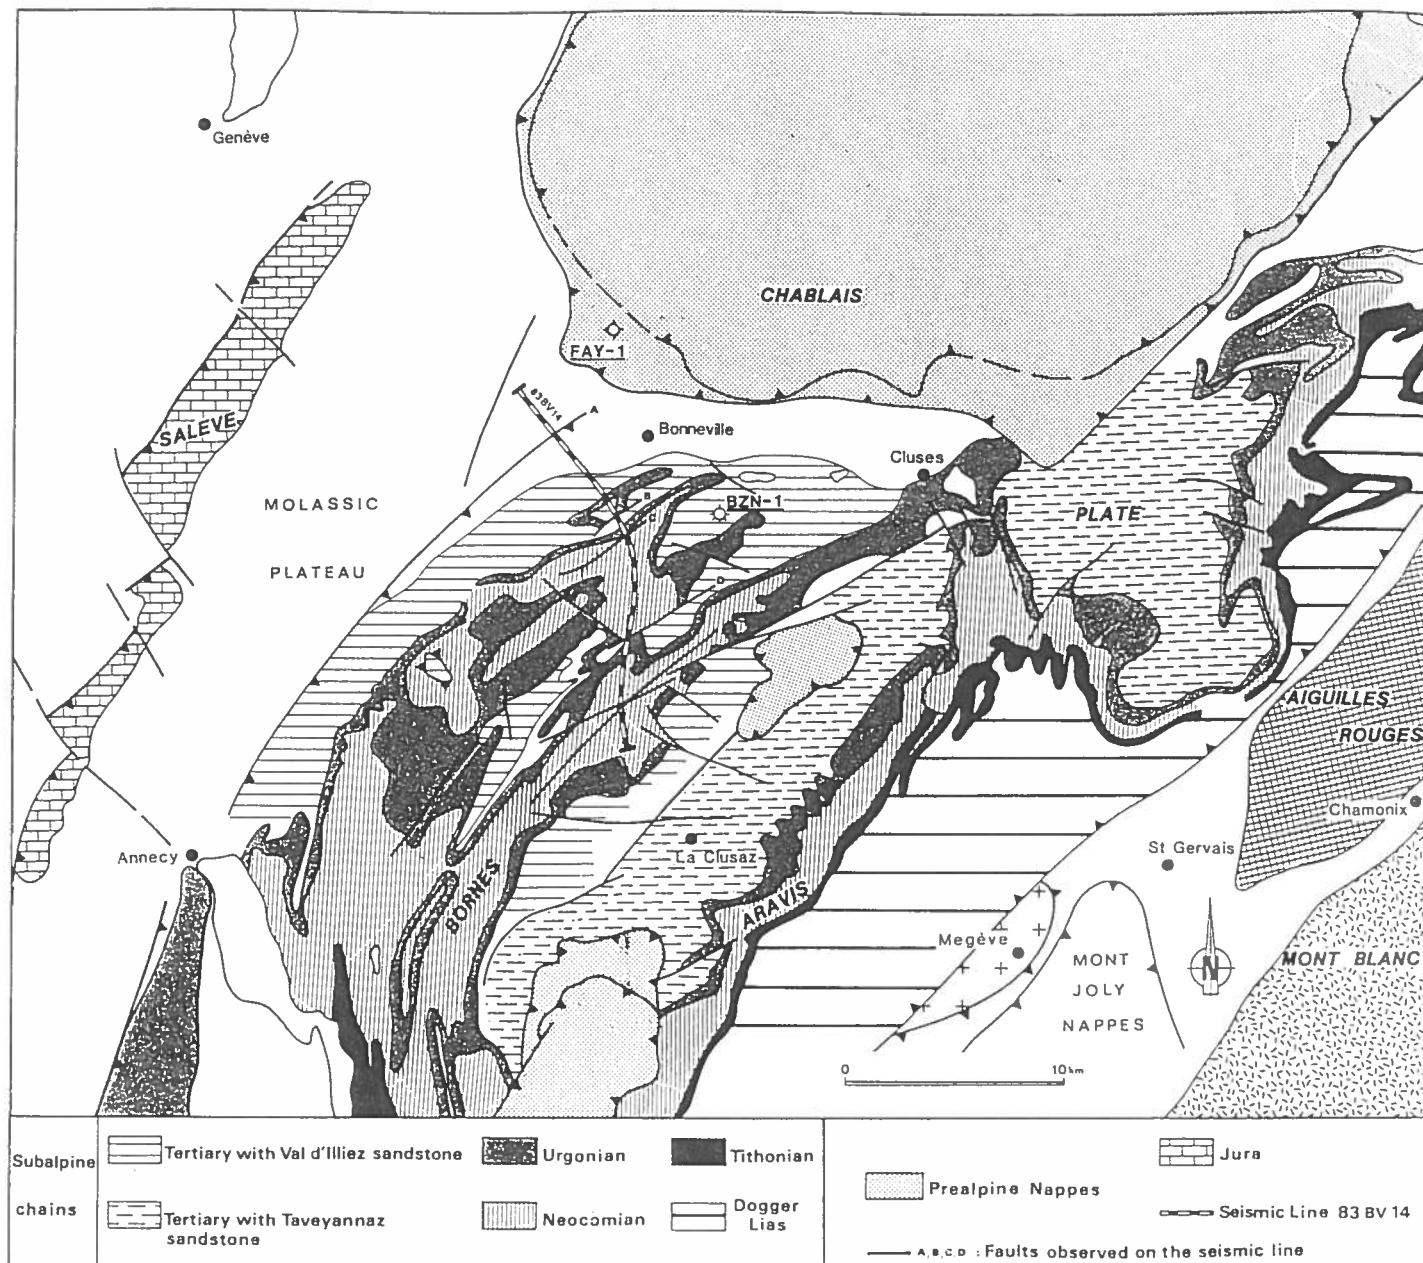 Genève
CHABLAIS
FAY-1
83BV14
A
Bonneville
SALEVE
Cluses
MOLASSIC
PLATEAU
B
BZN-1
C
PLATE
D
AIGUILLES
ROUGES
Chamonix
Annecy
La Clusaz
St Gervais
BORNES
ARAVIS
Megève
MONT
JOLY
NAPPES
N
MONT BLANC
0 10 km
Subalpine
chains
Tertiary with Val d'Illiez sandstone
Urgonian
Tithonian
Tertiary with Taveyannaz
sandstone
Neocomian
Dogger
Lias
Jura
Prealpine Nappes
Seismic Line 83 BV 14
A,B,C,D : Faults observed on the seismic line